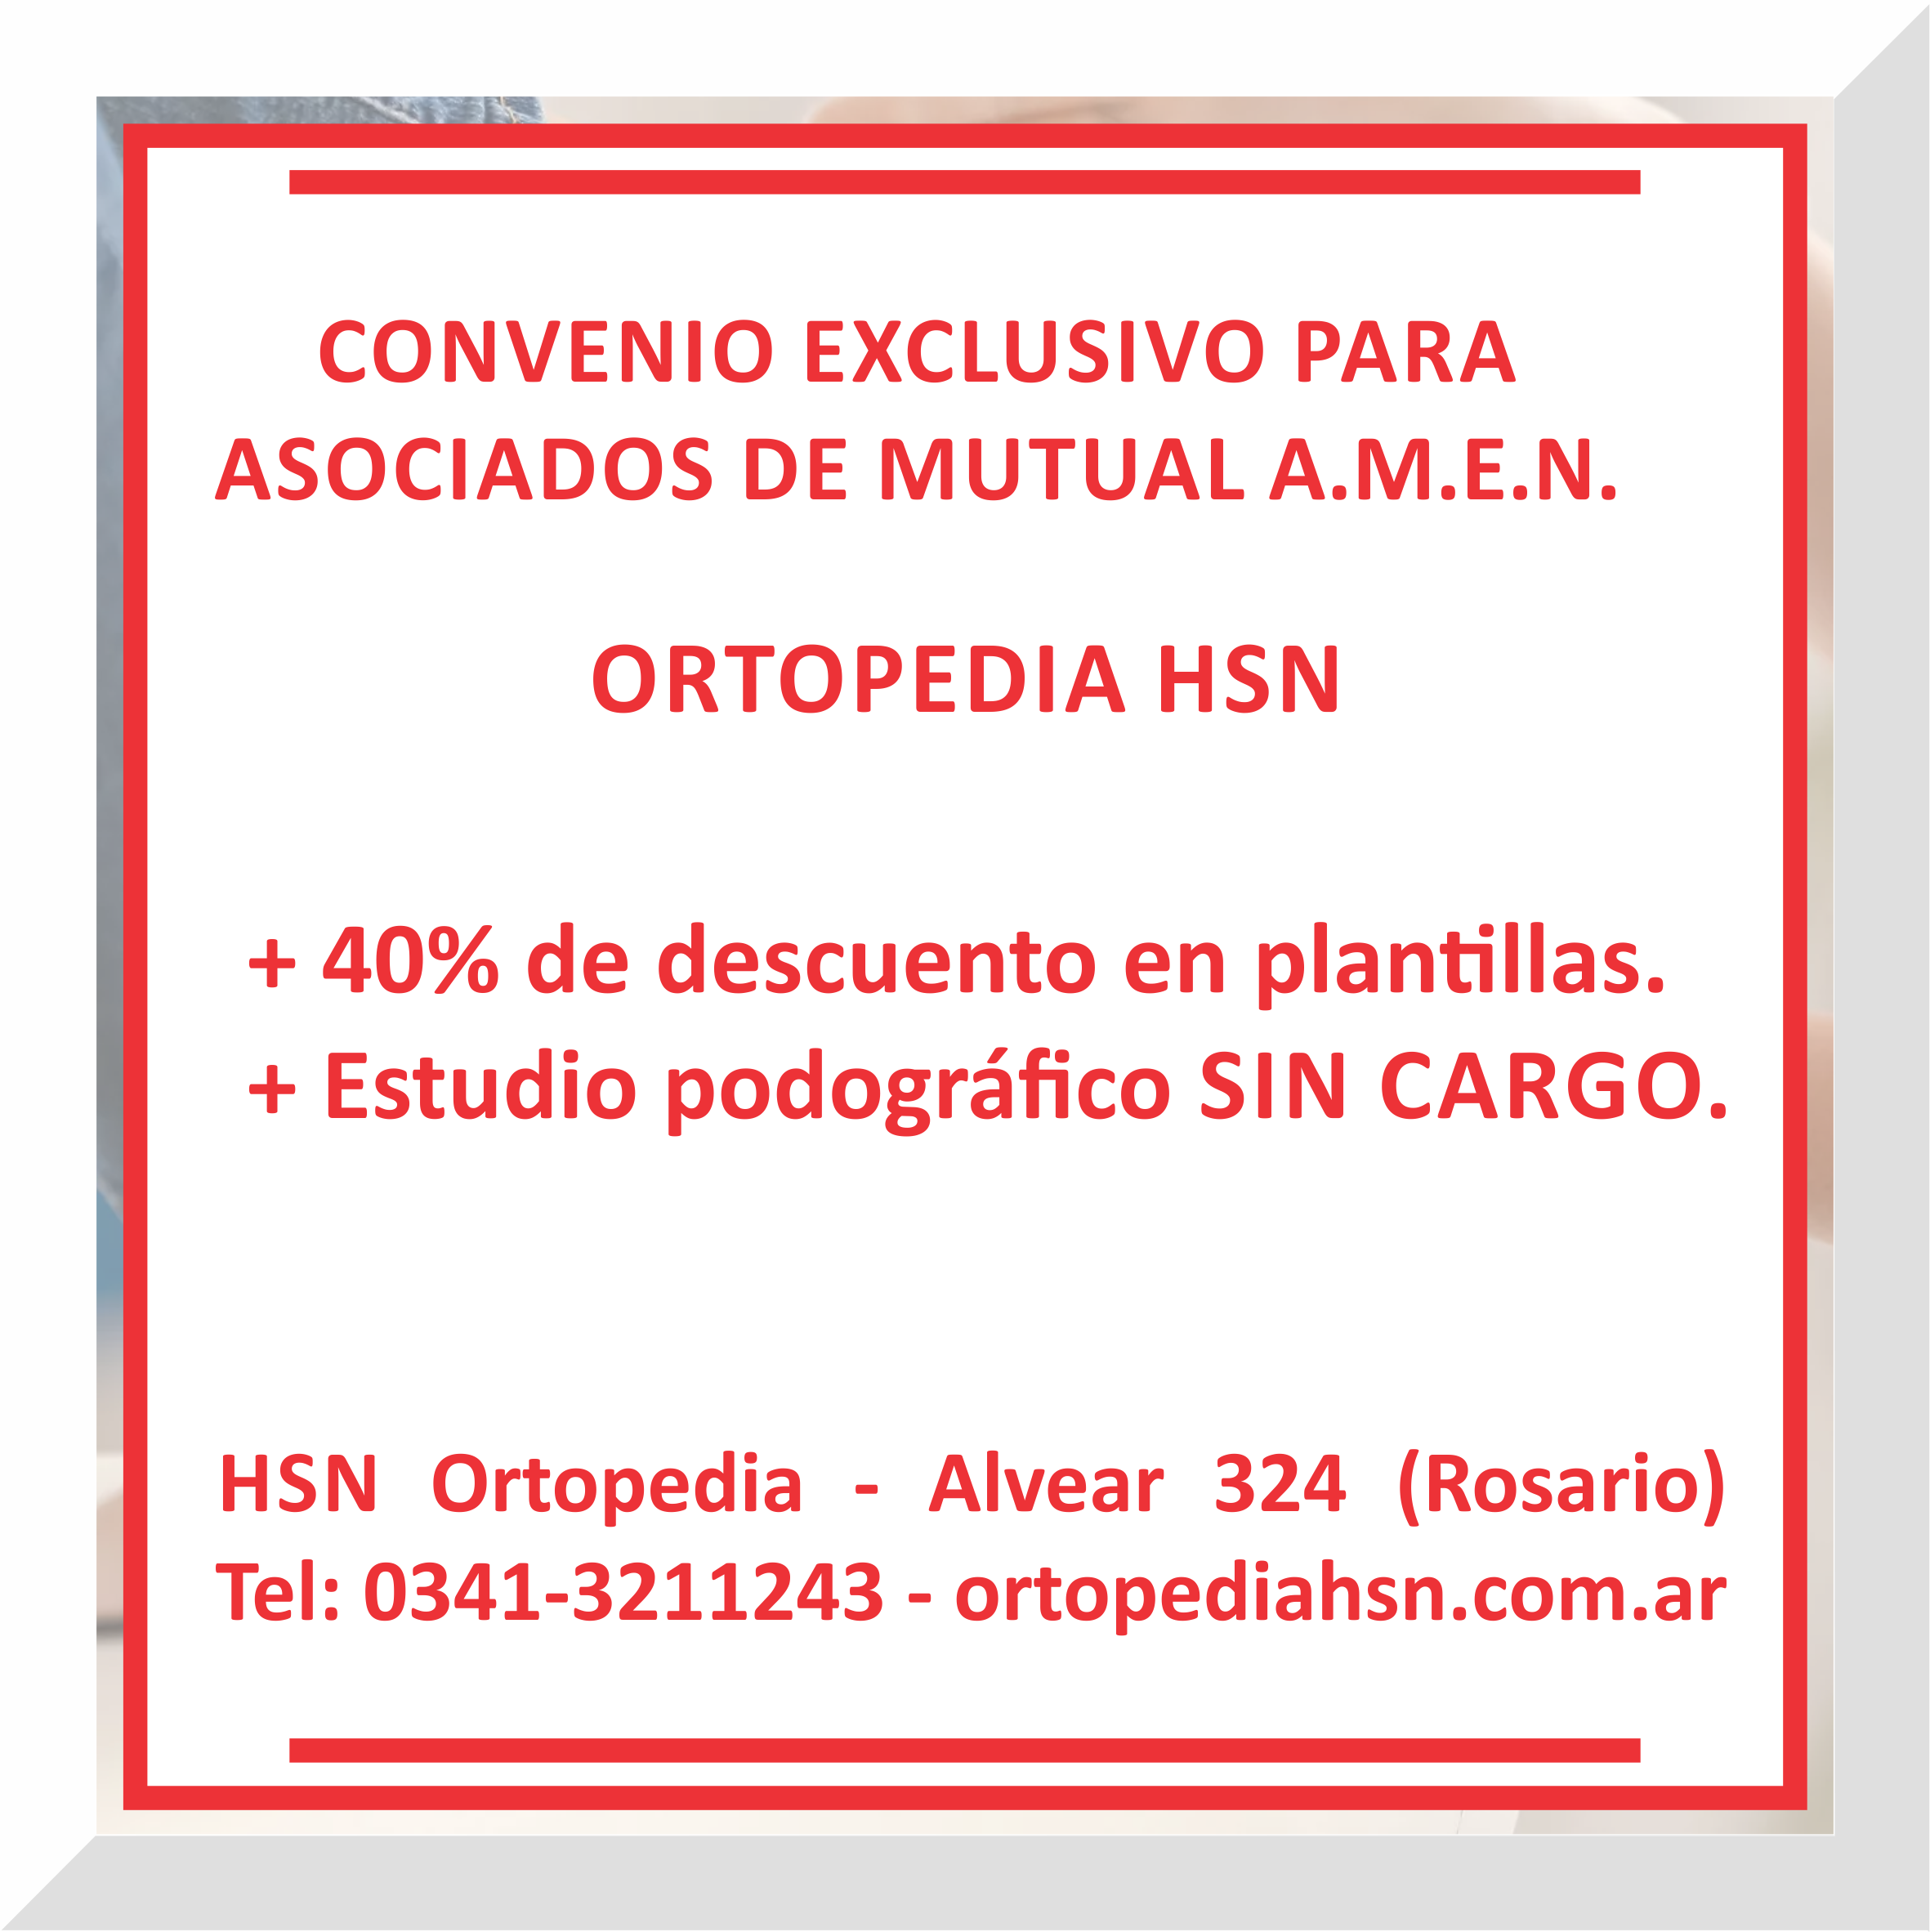 CONVENIO EXCLUSIVO PARA
ASOCIADOS DE MUTUAL A.M.E.N.
ORTOPEDIA HSN
+ 40% de descuento en plantillas.
+ Estudio podográfico SIN CARGO.
HSN Ortopedia - Alvear 324 (Rosario)
Tel: 0341-3211243 - ortopediahsn.com.ar